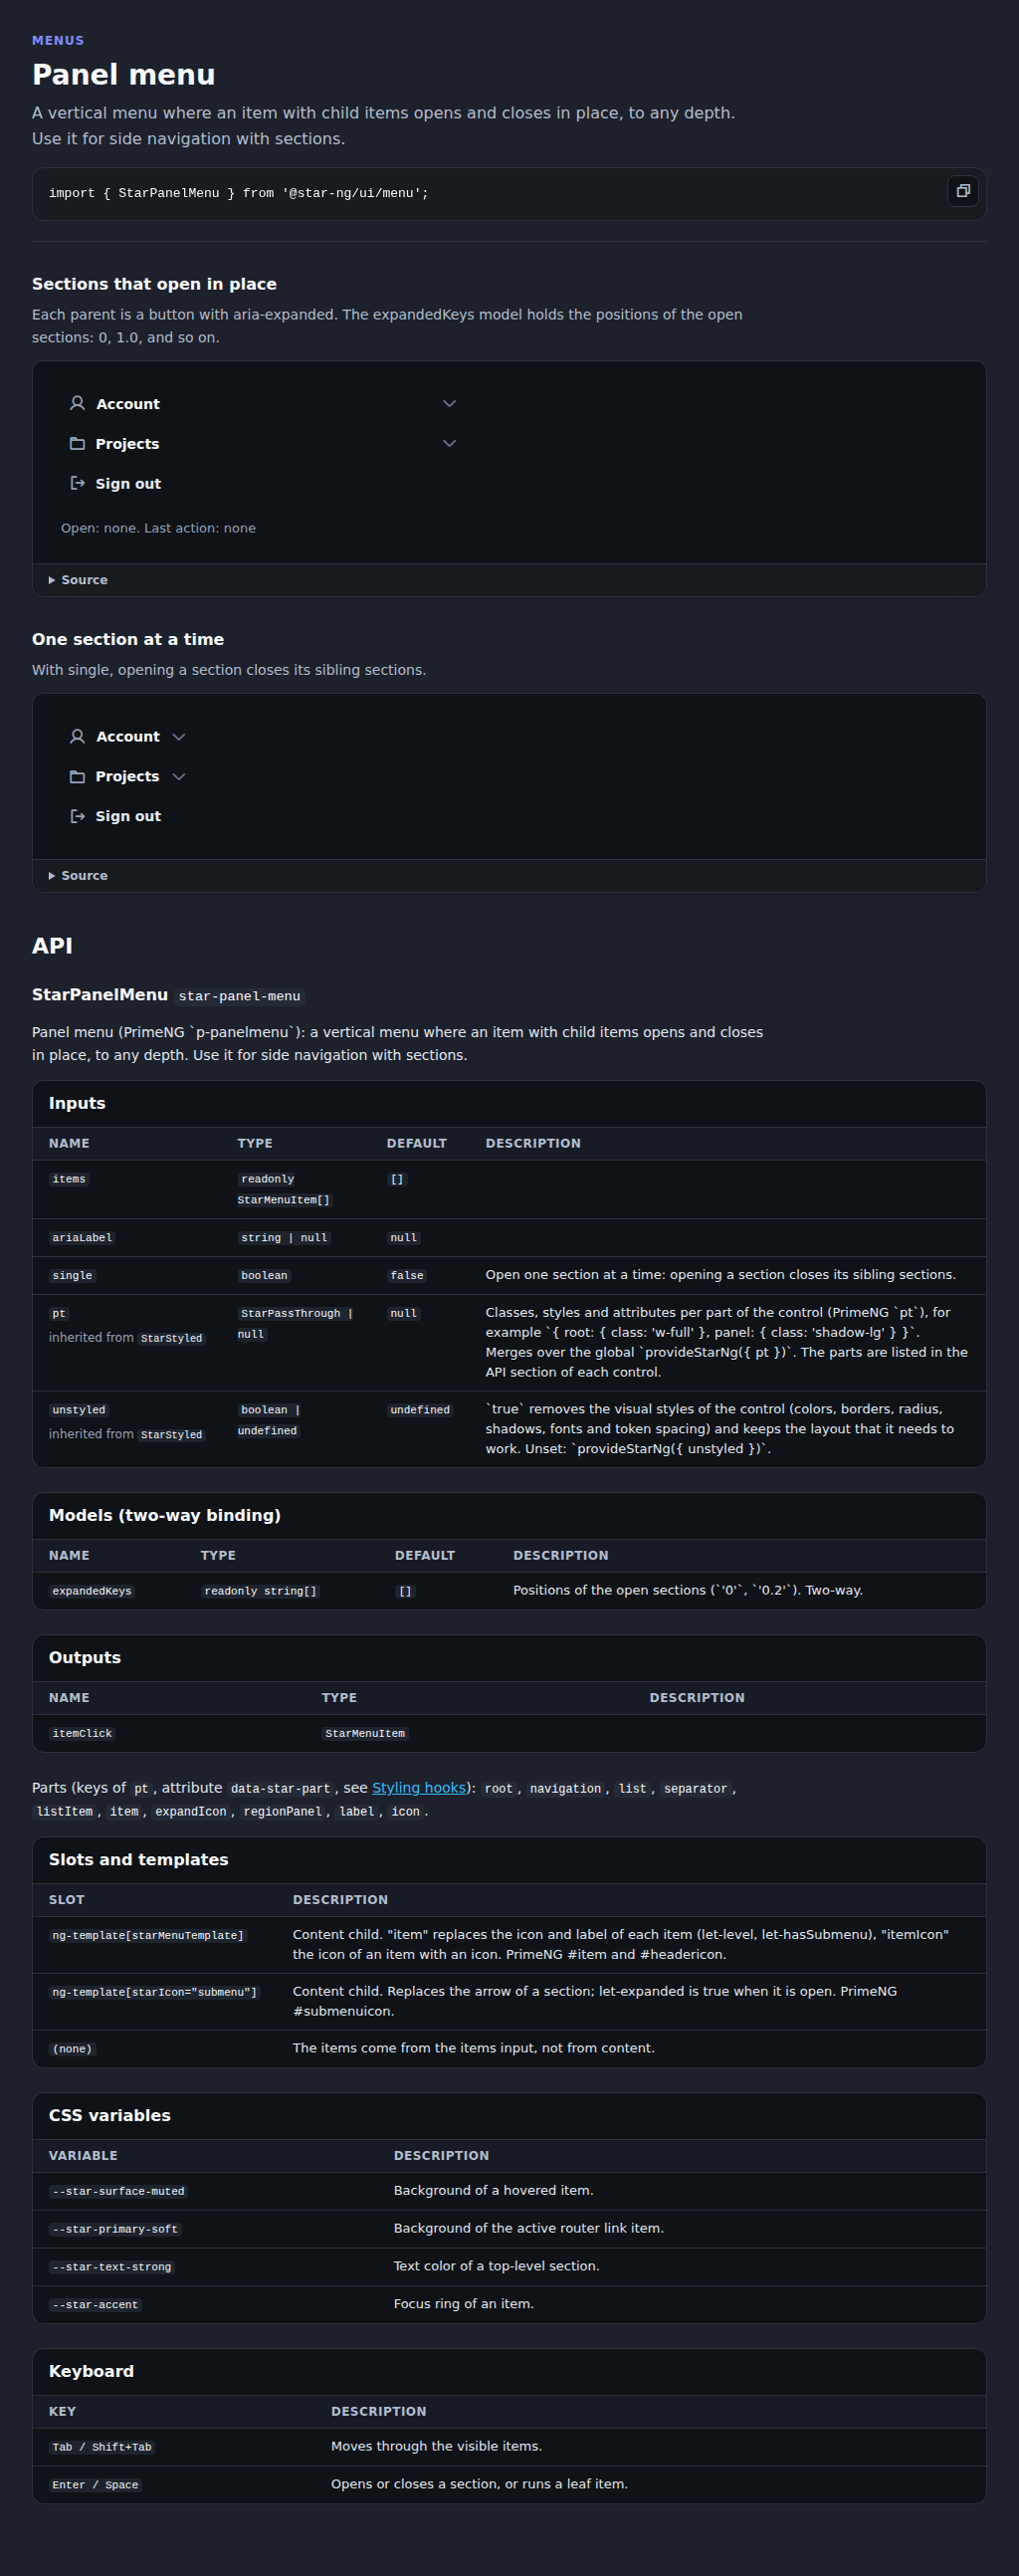 MENUS
Panel menu
A vertical menu where an item with child items opens and closes in place, to any depth.
Use it for side navigation with sections.
import { StarPanelMenu } from '@star-ng/ui/menu';
Sections that open in place
Each parent is a button with aria-expanded. The expandedKeys model holds the positions of the open
sections: 0, 1.0, and so on.
Account
Projects
Sign out
Open: none. Last action: none
Source
One section at a time
With single, opening a section closes its sibling sections.
Account
Projects
Sign out
Source
API
StarPanelMenu star-panel-menu
Panel menu (PrimeNG `p-panelmenu`): a vertical menu where an item with child items opens and closes
in place, to any depth. Use it for side navigation with sections.
Inputs
NAME TYPE DEFAULT DESCRIPTION
items readonly []
StarMenuItem[]
ariaLabel string | null null
single boolean false Open one section at a time: opening a section closes its sibling sections.
pt StarPassThrough | null Classes, styles and attributes per part of the control (PrimeNG `pt`), for
inherited from StarStyled null example `{ root: { class: 'w-full' }, panel: { class: 'shadow-lg' } }`.
Merges over the global `provideStarNg({ pt })`. The parts are listed in the
API section of each control.
unstyled boolean | undefined `true` removes the visual styles of the control (colors, borders, radius,
inherited from StarStyled undefined shadows, fonts and token spacing) and keeps the layout that it needs to
work. Unset: `provideStarNg({ unstyled })`.
Models (two-way binding)
NAME TYPE DEFAULT DESCRIPTION
expandedKeys readonly string[] [] Positions of the open sections (`'0'`, `'0.2'`). Two-way.
Outputs
NAME TYPE DESCRIPTION
itemClick StarMenuItem
Parts (keys of pt, attribute data-star-part, see Styling hooks): root, navigation, list, separator,
listItem, item, expandIcon, regionPanel, label, icon.
Slots and templates
SLOT DESCRIPTION
ng-template[starMenuTemplate] Content child. "item" replaces the icon and label of each item (let-level, let-hasSubmenu), "itemIcon"
the icon of an item with an icon. PrimeNG #item and #headericon.
ng-template[starIcon="submenu"] Content child. Replaces the arrow of a section; let-expanded is true when it is open. PrimeNG
#submenuicon.
(none) The items come from the items input, not from content.
CSS variables
VARIABLE DESCRIPTION
--star-surface-muted Background of a hovered item.
--star-primary-soft Background of the active router link item.
--star-text-strong Text color of a top-level section.
--star-accent Focus ring of an item.
Keyboard
KEY DESCRIPTION
Tab / Shift+Tab Moves through the visible items.
Enter / Space Opens or closes a section, or runs a leaf item.